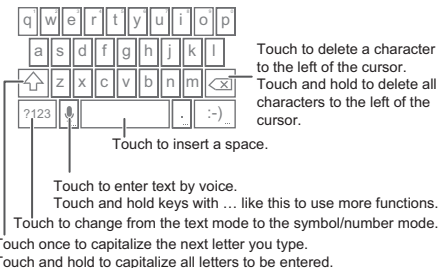 q w e r t y u i o p
a s d f g h j k l
z x c v b n m
?123 ... . :-) ...
Touch to delete a character
to the left of the cursor.
Touch and hold to delete all
characters to the left of the
cursor.
Touch to insert a space.
Touch to enter text by voice.
Touch and hold keys with … like this to use more functions.
Touch to change from the text mode to the symbol/number mode.
Touch once to capitalize the next letter you type.
Touch and hold to capitalize all letters to be entered.